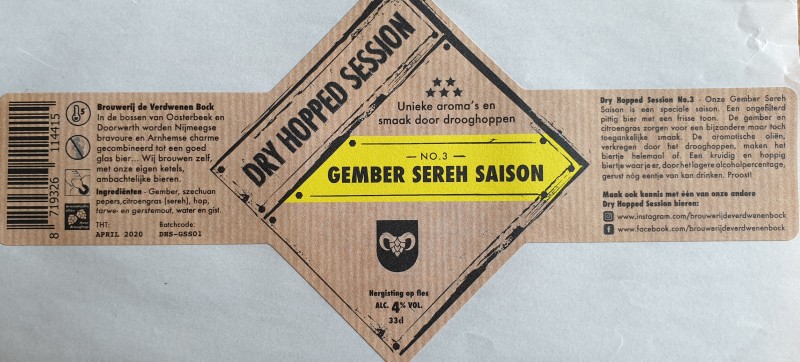 8 719326 114415
5
Brouwerij de Verdwenen Bock
In de bossen van Oosterbeek en
Doorwerth worden Nijmeegse
bravoure en Arnhemse charme
gecombineerd tot een goed
glas bier... Wij brouwen zelf,
met onze eigen ketels,
ambachtelijke bieren.
Ingrediënten - Gember, szechuan
pepers,citroengras (sereh), hop,
tarwe- en gerstemout, water en gist.
THT: Batchcode:
APRIL 2020 DHS-GSS01
DRY HOPPED SESSION
Unieke aroma's en
smaak door drooghoppen
— NO.3 —
GEMBER SEREH SAISON
Hergisting op fles
ALC. 4% VOL.
33cl
Dry Hopped Session No.3 - Onze Gember Sereh
Saison is een speciale saison. Een ongefilterd
pittig bier met een frisse toon. De gember en
citroengras zorgen voor een bijzondere maar toch
toegankelijke smaak. De aromatische oliën,
verkregen door het drooghoppen, maken het
biertje helemaal af. Een kruidig en hoppig
biertje waar je er, door het lagere alcoholpercentage,
gerust nóg eentje van kan drinken. Proost!
Maak ook kennis met één van onze andere
Dry Hopped Session bieren:
www.instagram.com/brouwerijdeverdwenenbock
www.facebook.com/brouwerijdeverdwenenbock